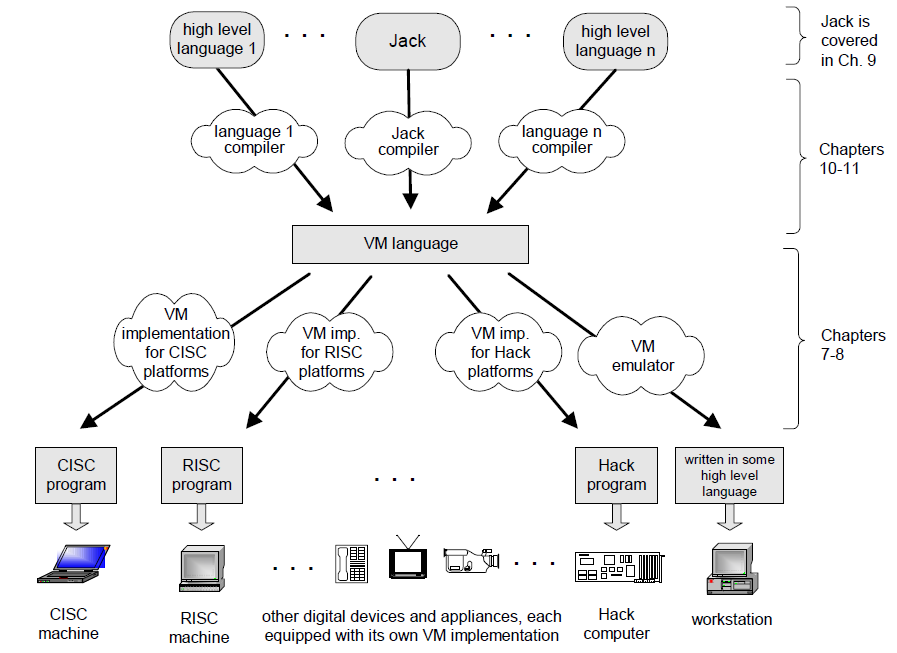 high level
language 1
. . .
Jack
. . .
high level
language n
Jack is
covered
in Ch. 9
language 1
compiler
Jack
compiler
language n
compiler
Chapters
10-11
VM language
VM
implementation
for CISC
platforms
VM imp.
for RISC
platforms
VM imp.
for Hack
platforms
VM
emulator
Chapters
7-8
CISC
program
RISC
program
. . .
Hack
program
written in some
high level
language
. . .
. . .
CISC
machine
RISC
machine
other digital devices and appliances, each
equipped with its own VM implementation
Hack
computer
workstation